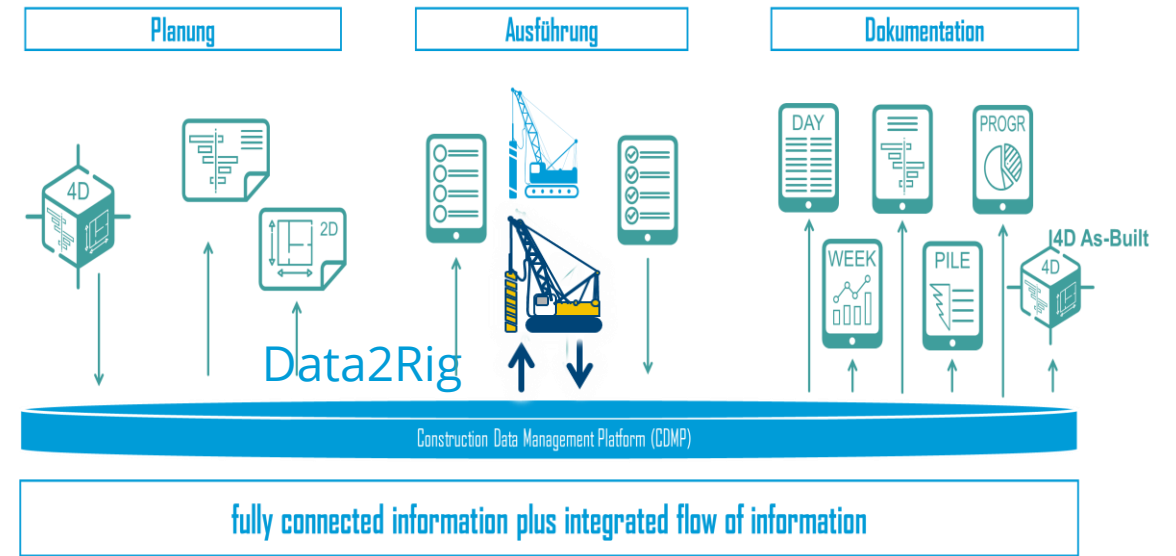 Planung
Ausführung
Dokumentation
4D
2D
DAY
PROGR
WEEK
PILE
4D As-Built
4D
Data2Rig
Construction Data Management Platform (CDMP)
fully connected information plus integrated flow of information